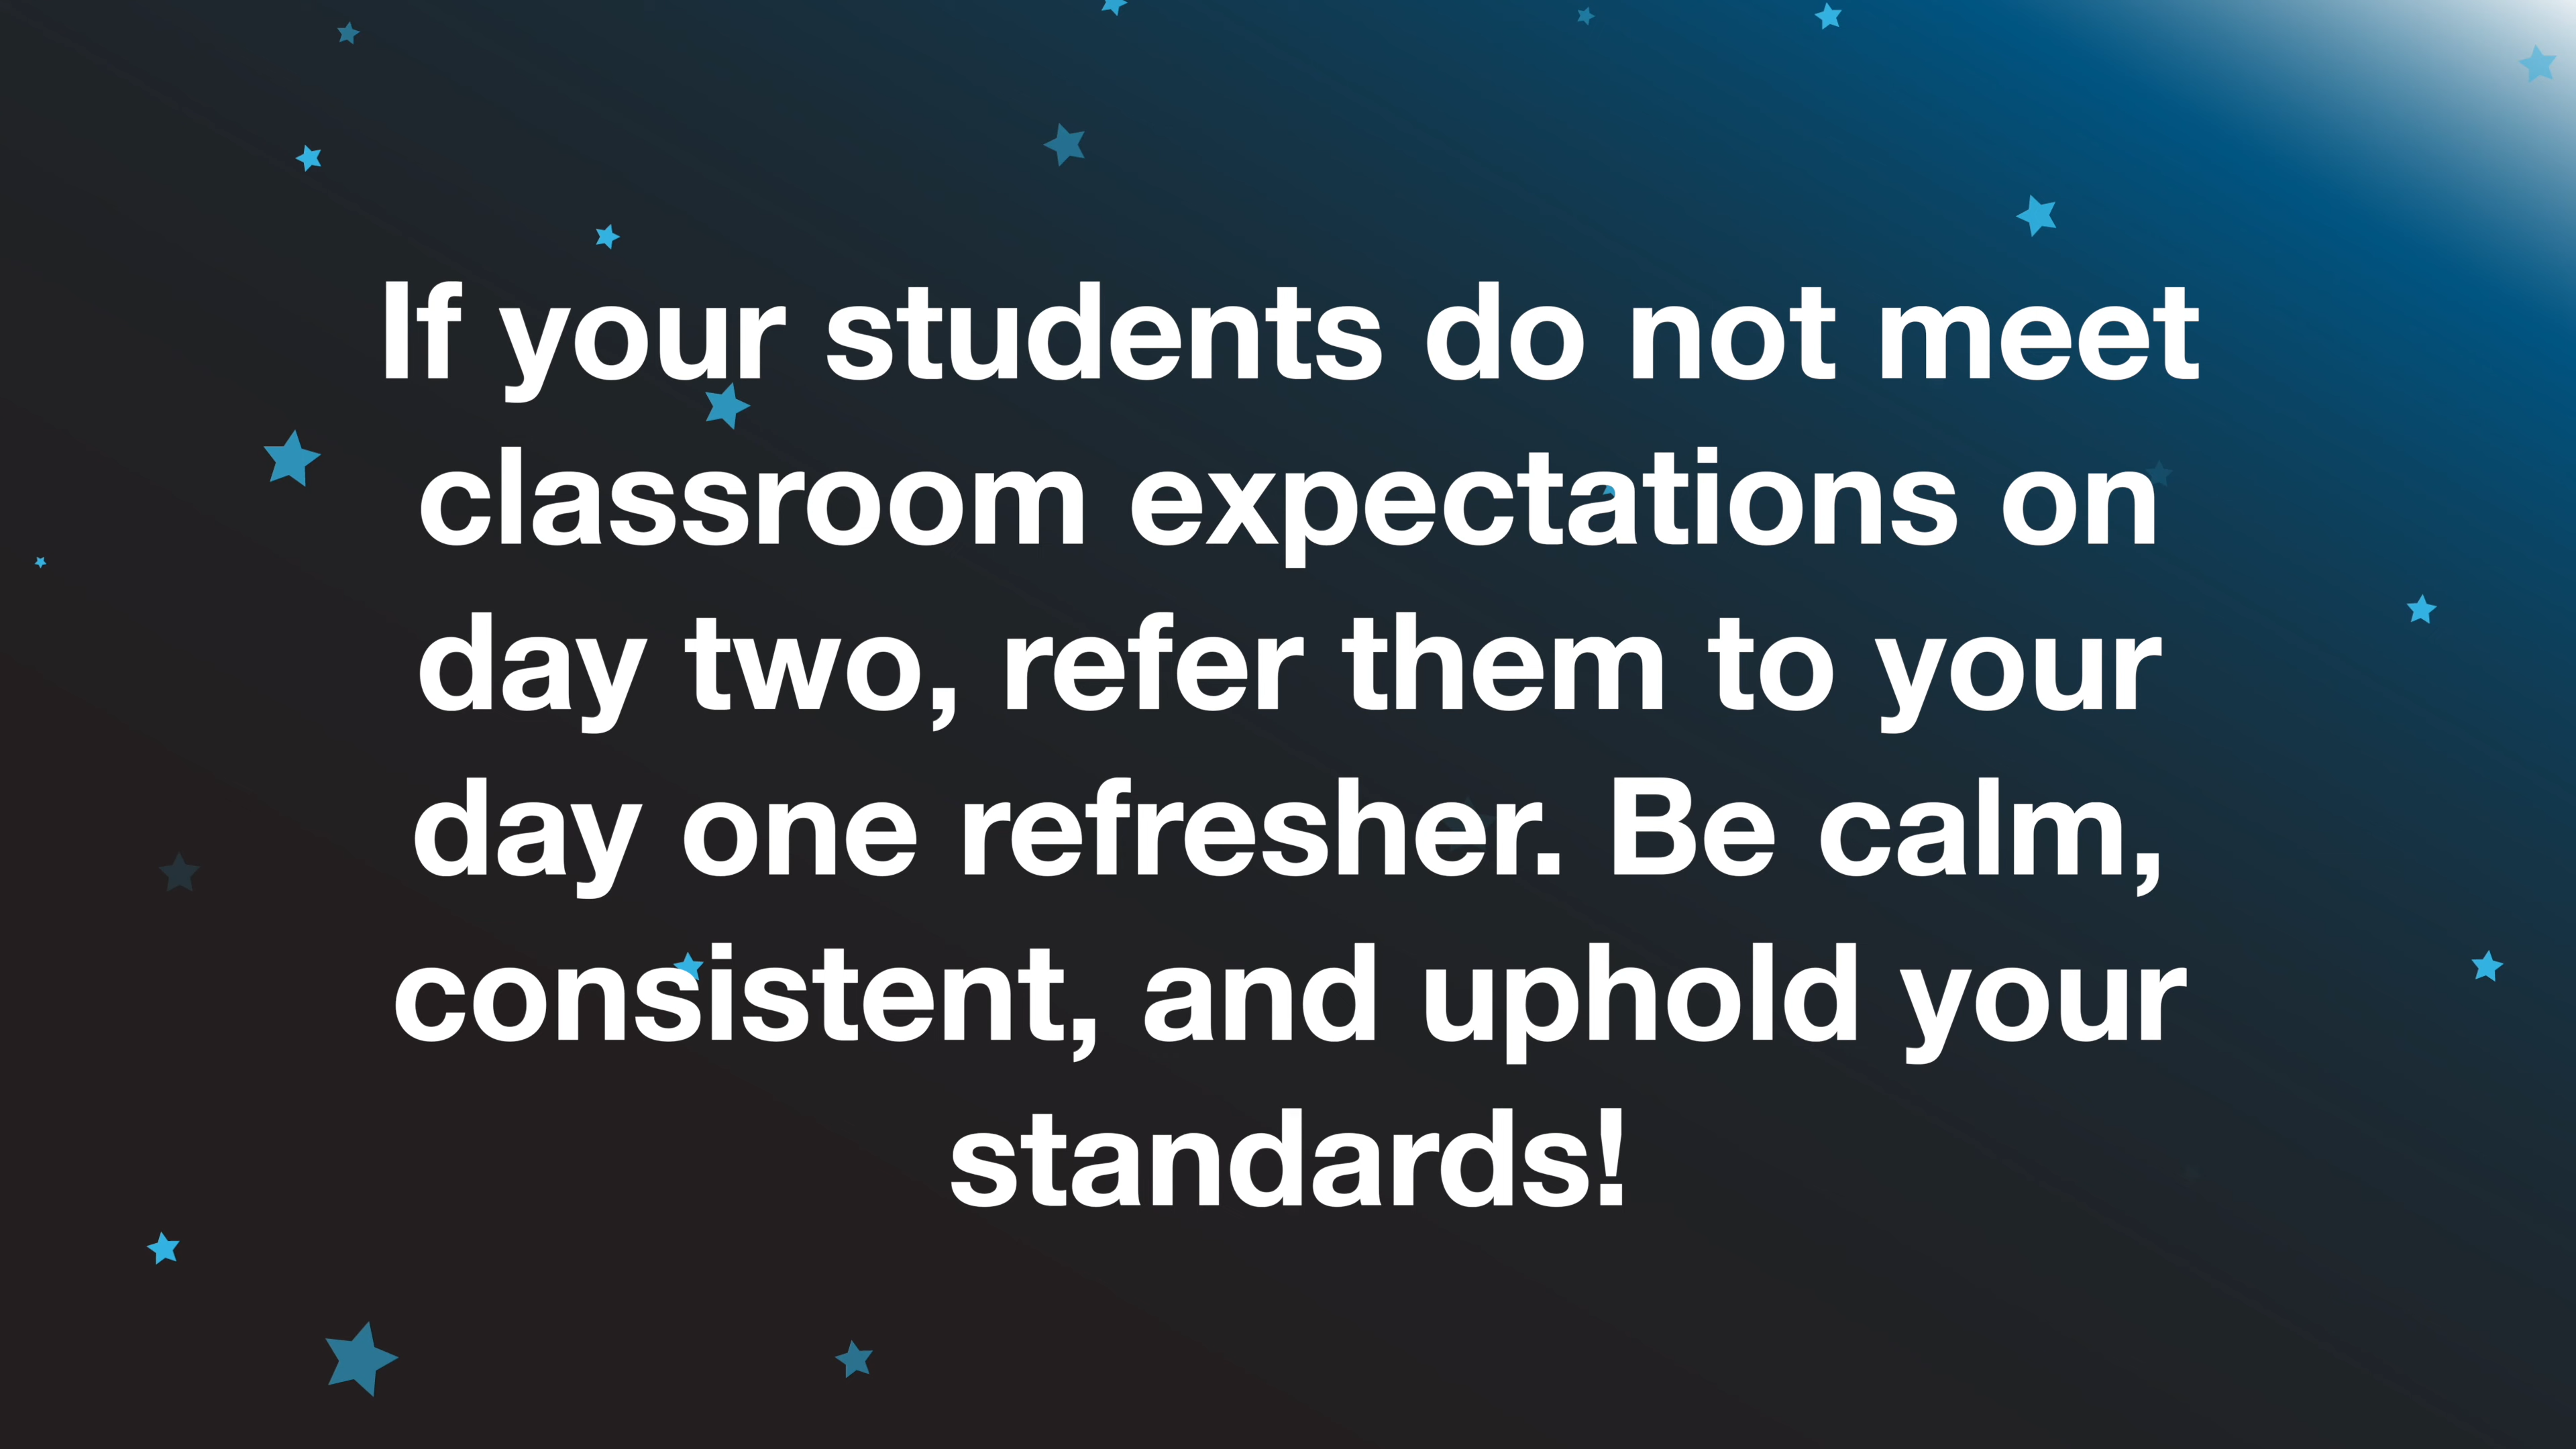 If your students do not meet
classroom expectations on
day two, refer them to your
day one refresher. Be calm,
consistent, and uphold your
standards!